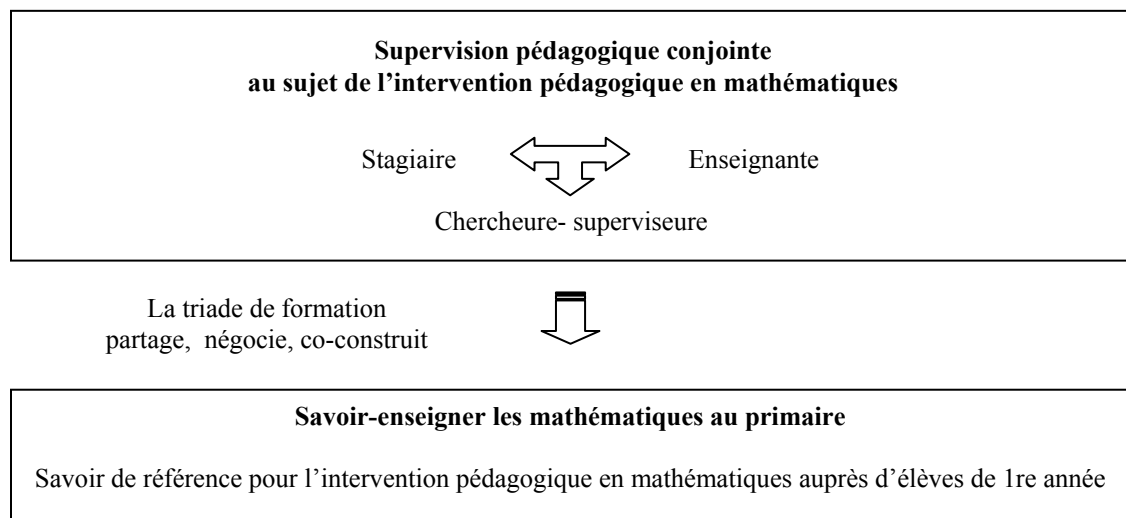 Supervision pédagogique conjointe
au sujet de l’intervention pédagogique en mathématiques
Stagiaire Enseignante
Chercheure- superviseure
La triade de formation
partage, négocie, co-construit
Savoir-enseigner les mathématiques au primaire
Savoir de référence pour l’intervention pédagogique en mathématiques auprès d’élèves de 1re année